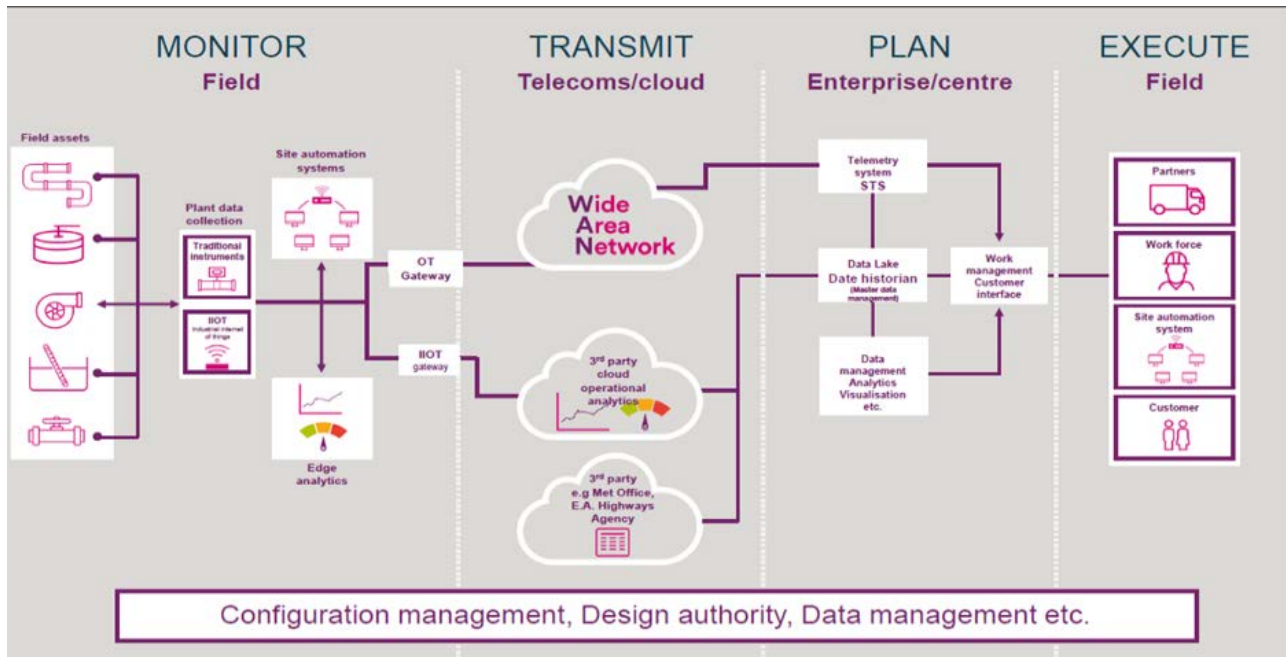 MONITOR
Field
TRANSMIT
Telecoms/cloud
PLAN
Enterprise/centre
EXECUTE
Field
Field assets
Plant data
collection
Traditional
instruments
IIOT
Industrial internet
of things
Site automation
systems
Edge
analytics
OT
Gateway
IIOT
gateway
Wide
Area
Network
3rd party
cloud
operational
analytics
3rd party
e.g Met Office,
E.A. Highways
Agency
Telemetry
system
STS
Data Lake
Date historian
(Master data
management)
Data
management
Analytics
Visualisation
etc.
Work
management
Customer
interface
Partners
Work force
Site automation
system
Customer
Configuration management, Design authority, Data management etc.